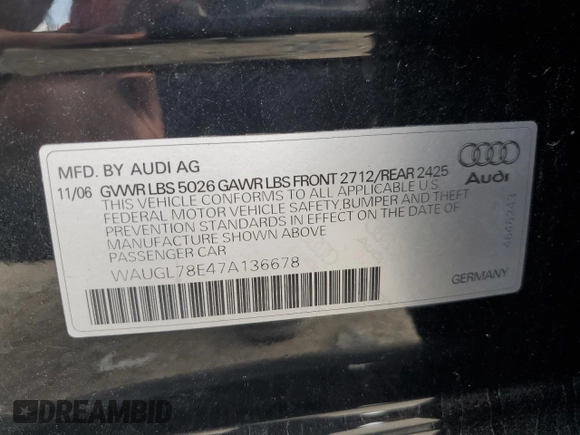 MFD. BY AUDI AG
11/06 GVWR LBS 5026 GAWR LBS FRONT 2712/REAR 2425
THIS VEHICLE CONFORMS TO ALL APPLICABLE U S
FEDERAL MOTOR VEHICLE SAFETY, BUMPER AND THEFT
PREVENTION STANDARDS IN EFFECT ON THE DATE OF
MANUFACTURE SHOWN ABOVE
PASSENGER CAR
WAUGL78E47A136678
Audi
4646243
GERMANY
DREAMBID